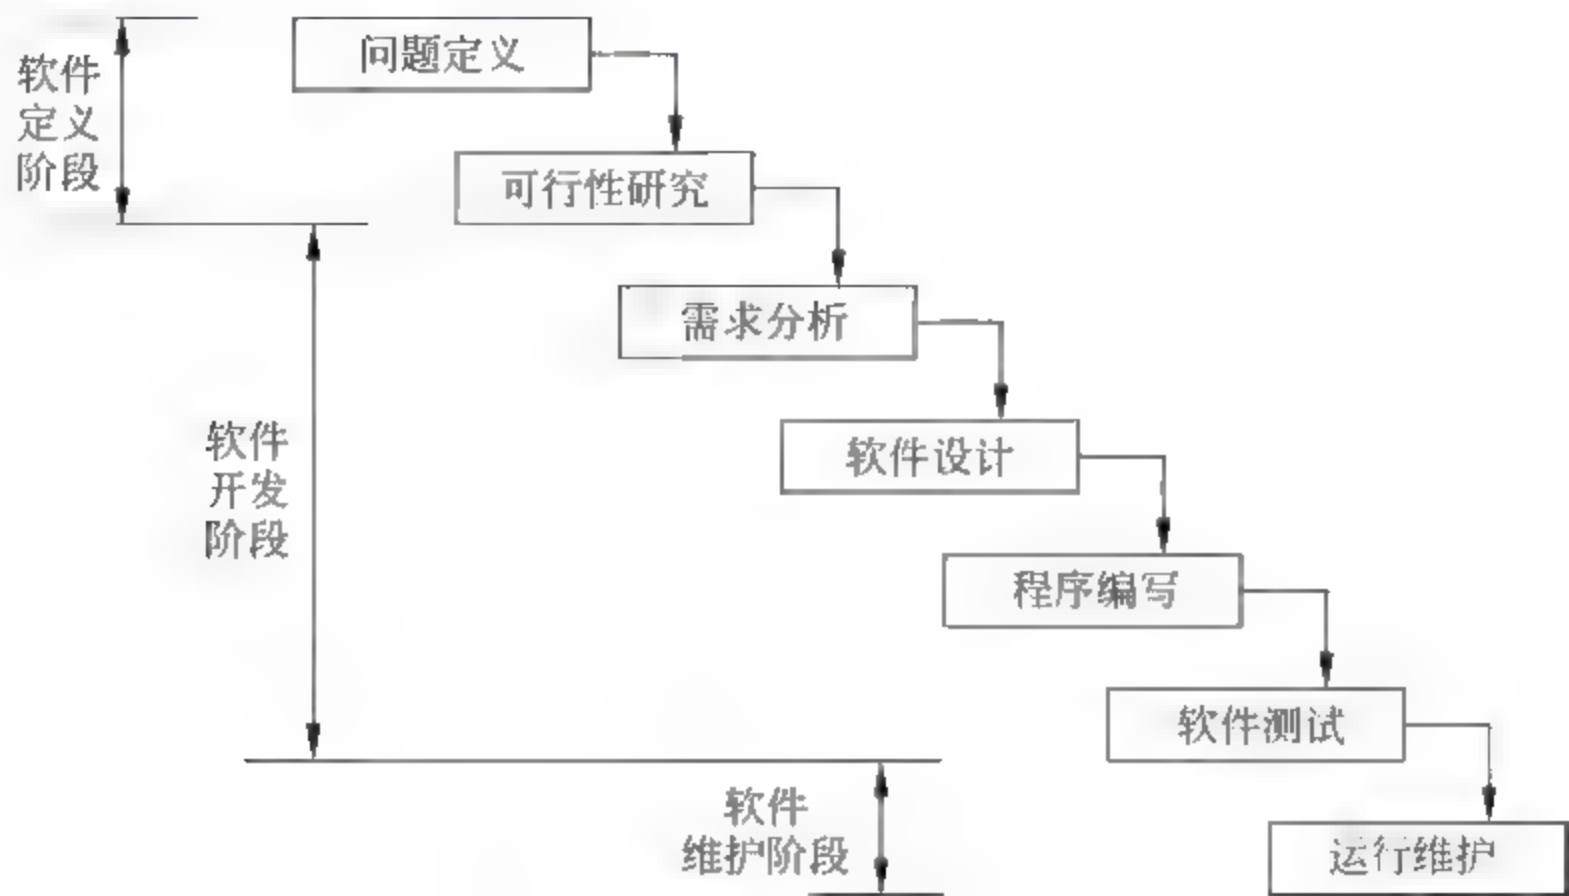 问题定义
软件
定义
阶段
可行性研究
需求分析
软件设计
软件
开发
阶段
程序编写
软件测试
软件
维护阶段
运行维护